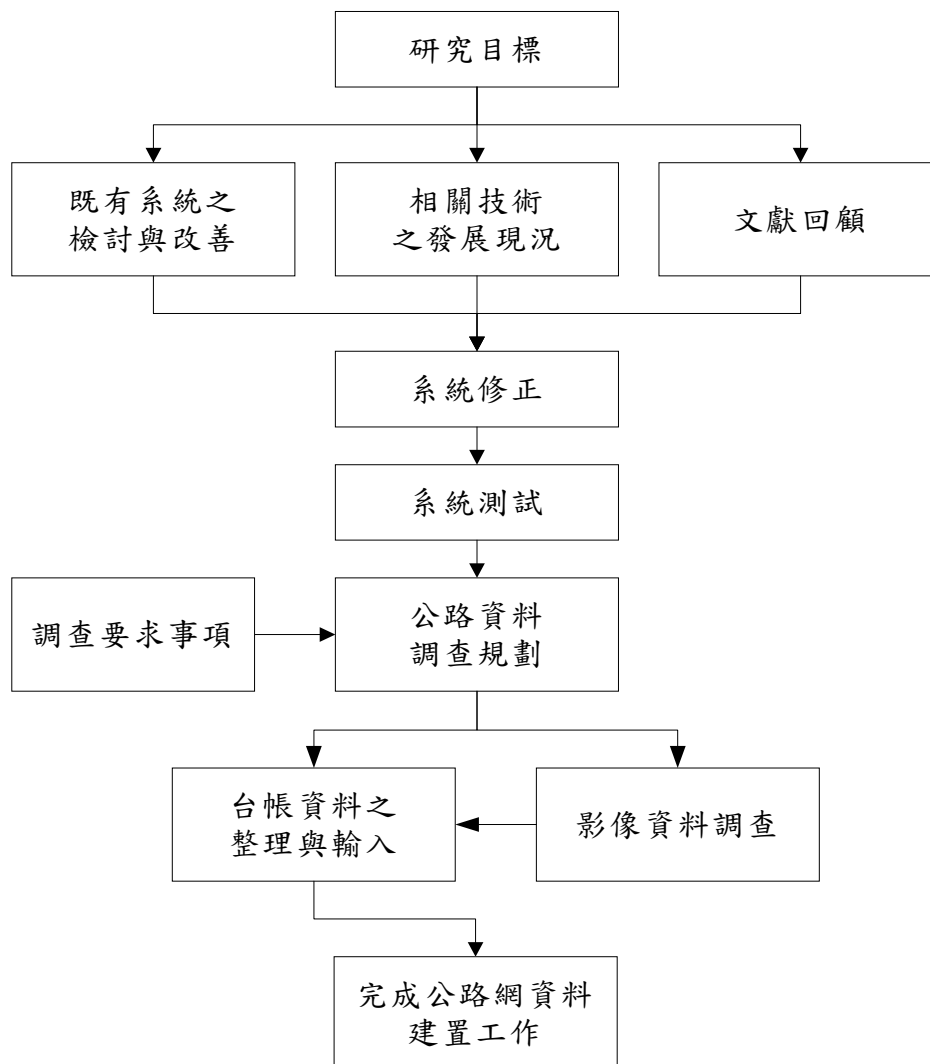 研究目標
既有系統之
檢討與改善
相關技術
之發展現況
文獻回顧
系統修正
系統測試
調查要求事項
公路資料
調查規劃
台帳資料之
整理與輸入
影像資料調查
完成公路網資料
建置工作